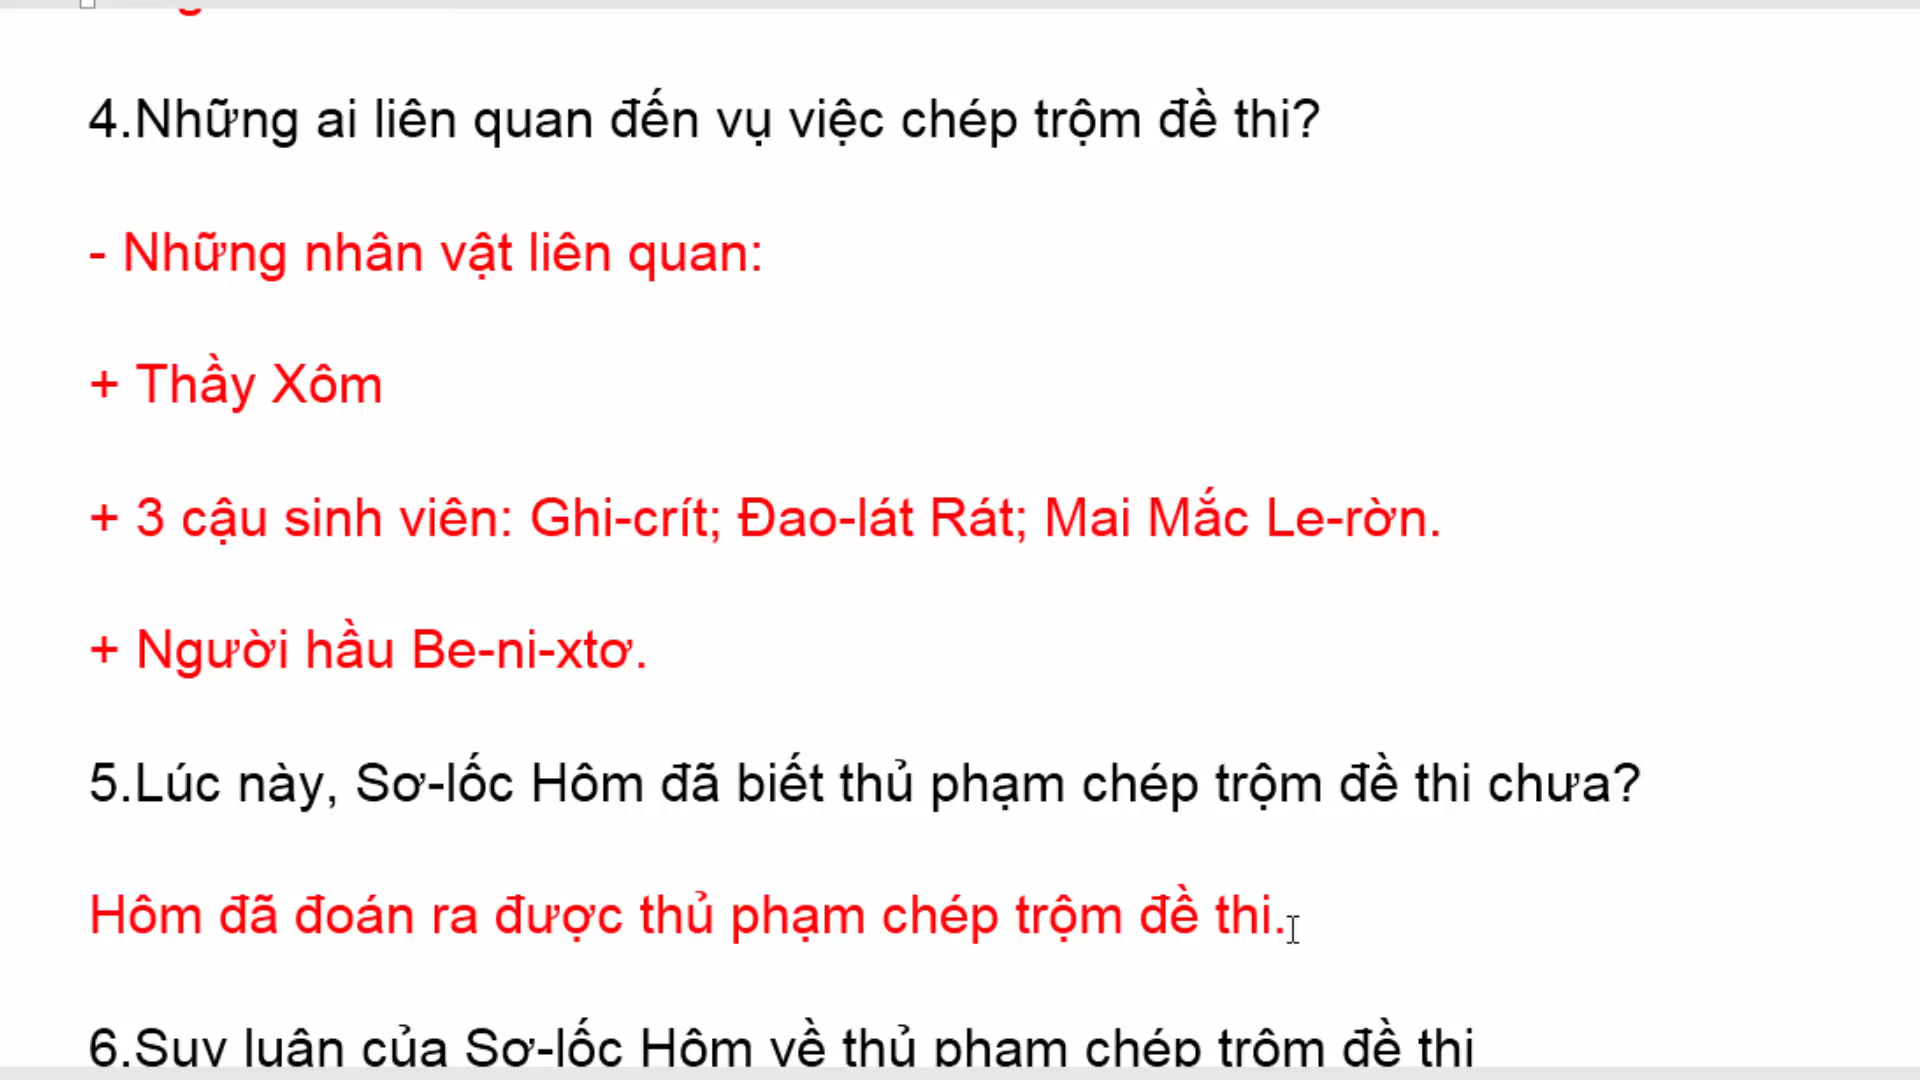 4.Những ai liên quan đến vụ việc chép trộm đề thi?
- Những nhân vật liên quan:
+ Thầy Xôm
+ 3 cậu sinh viên: Ghi-crít; Đao-lát Rát; Mai Mắc Le-ròn.
+ Người hầu Be-ni-xtơ.
5.Lúc này, Sơ-lốc Hôm đã biết thủ phạm chép trộm đề thi chưa?
Hôm đã đoán ra được thủ phạm chép trộm đề thi.
6.Suy luận của Sơ-lốc Hôm về thủ phạm chép trộm đề thi